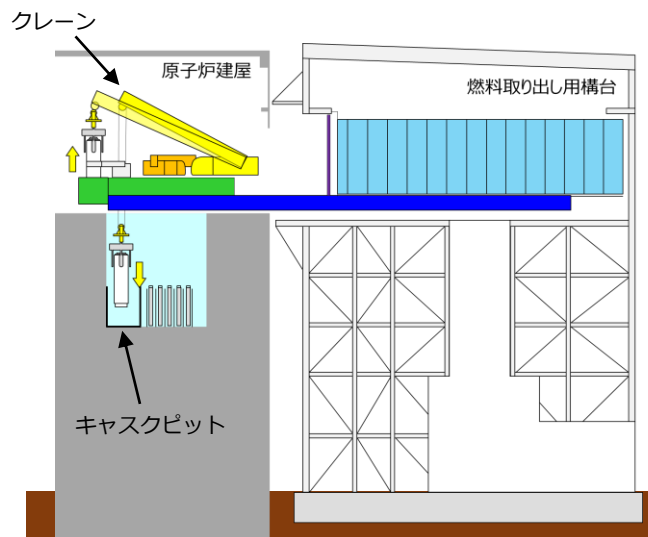 クレーン
原子炉建屋
燃料取り出し用構台
キャスクピット